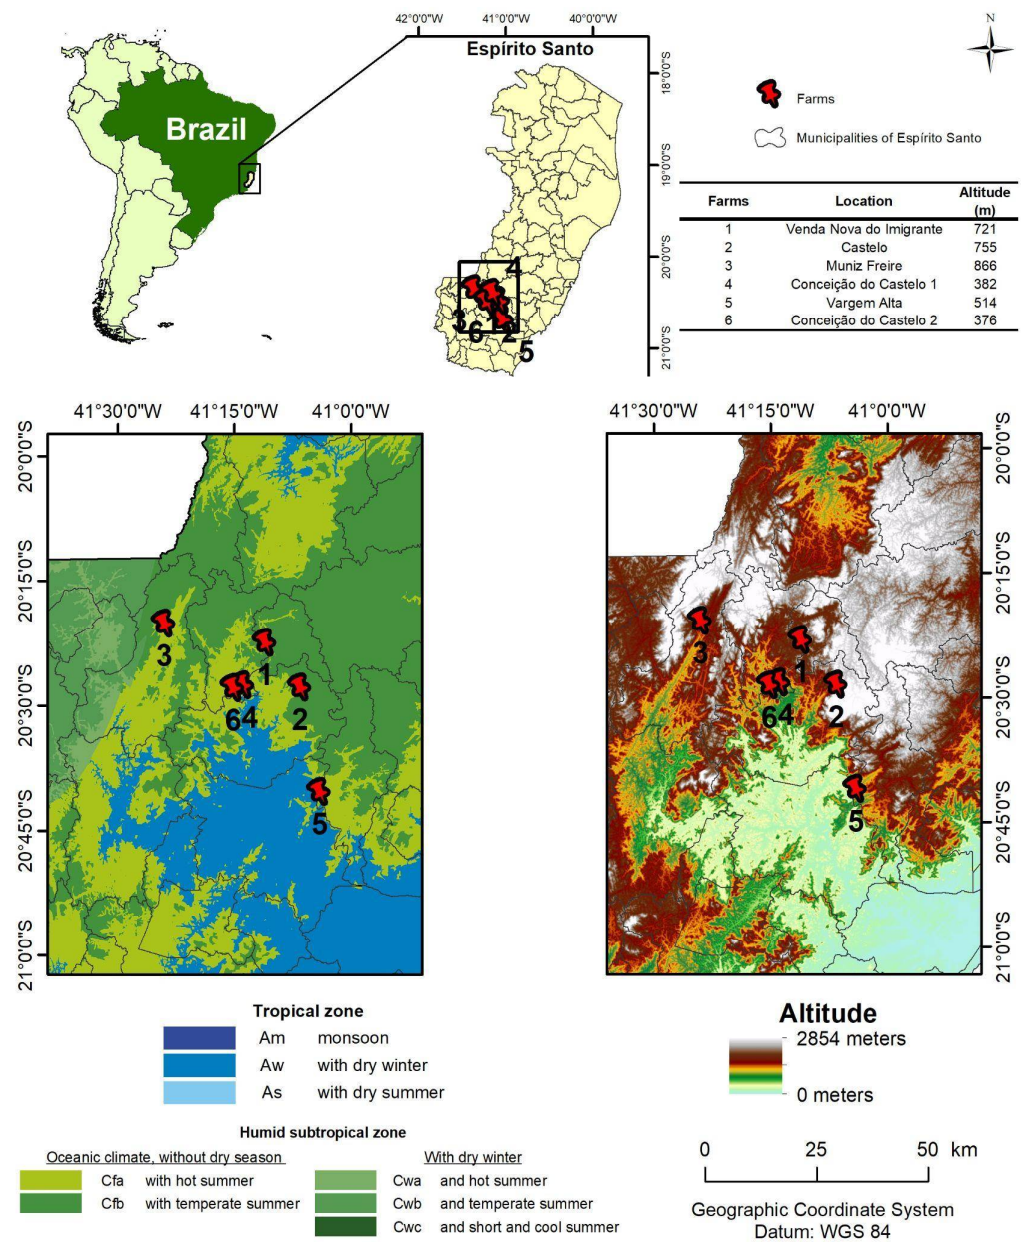 42°0'0"W 41°0'0"W 40°0'0"W
N
Espírito Santo
Brazil
18°0'0"S
19°0'0"S
20°0'0"S
21°0'0"S
4
3
6
1
2
5
Farms
Municipalities of Espírito Santo
Farms Location Altitude (m)
1 Venda Nova do Imigrante 721
2 Castelo 755
3 Muniz Freire 866
4 Conceição do Castelo 1 382
5 Vargem Alta 514
6 Conceição do Castelo 2 376
41°30'0"W 41°15'0"W 41°0'0"W
20°0'0"S
20°15'0"S
20°30'0"S
20°45'0"S
21°0'0"S
3
1
64
2
5
41°30'0"W 41°15'0"W 41°0'0"W
20°0'0"S
20°15'0"S
20°30'0"S
20°45'0"S
21°0'0"S
3
1
64
2
5
Tropical zone
Am monsoon
Aw with dry winter
As with dry summer
Humid subtropical zone
Oceanic climate, without dry season
Cfa with hot summer
Cfb with temperate summer
With dry winter
Cwa and hot summer
Cwb and temperate summer
Cwc and short and cool summer
Altitude
2854 meters
0 meters
0 25 50 km
Geographic Coordinate System
Datum: WGS 84